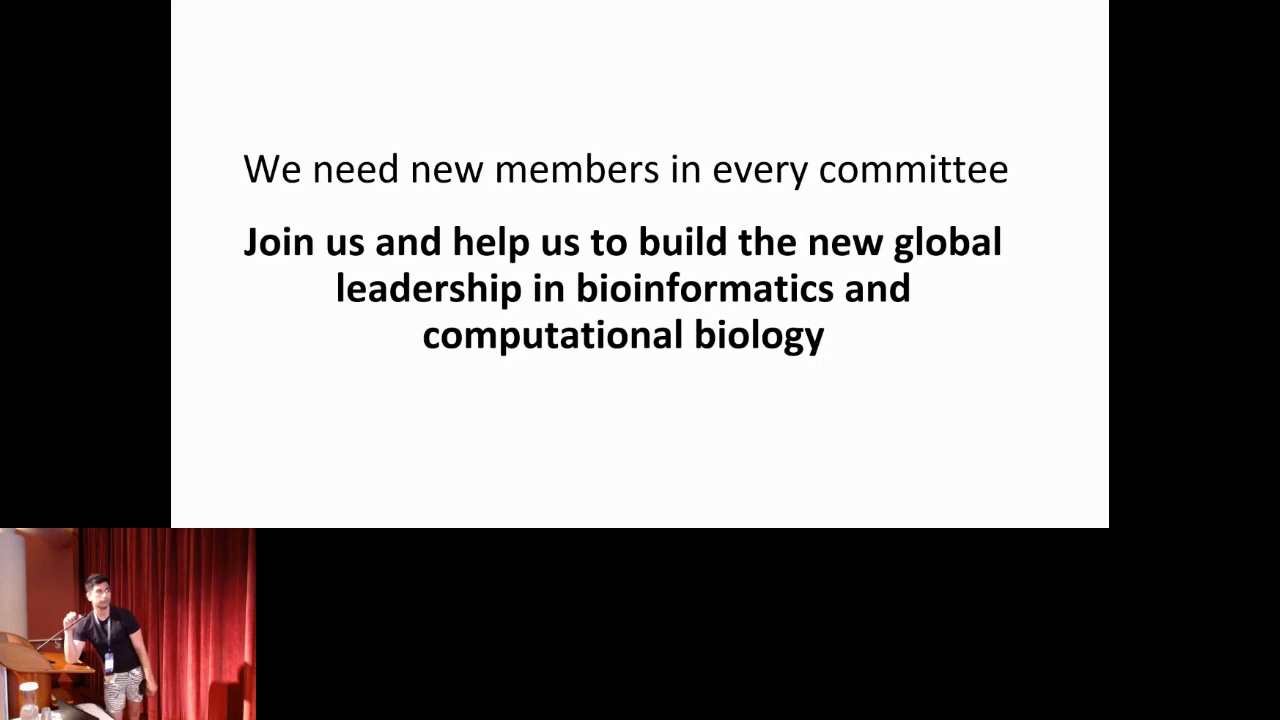 We need new members in every committee
Join us and help us to build the new global
leadership in bioinformatics and
computational biology